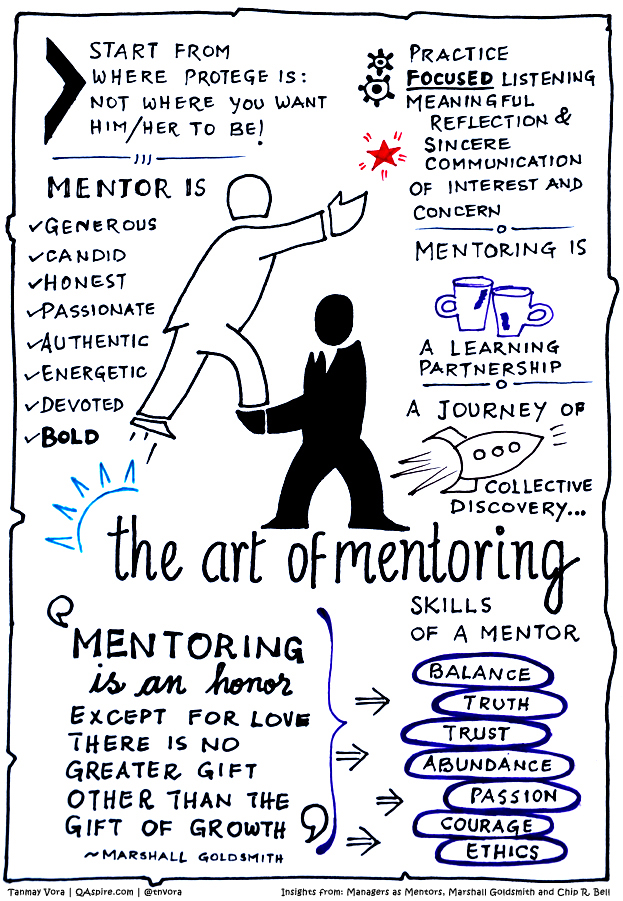 START FROM
WHERE PROTEGE IS:
NOT WHERE YOU WANT
HIM/HER TO BE!
PRACTICE
FOCUSED LISTENING
MEANINGFUL
REFLECTION &
SINCERE
COMMUNICATION
OF INTEREST AND
CONCERN
MENTOR IS
✓GENEROUS
✓CANDID
✓HONEST
✓PASSIONATE
✓AUTHENTIC
✓ENERGETIC
✓DEVOTED
✓BOLD
MENTORING IS
A LEARNING
PARTNERSHIP
A JOURNEY OF
COLLECTIVE
DISCOVERY...
the art of mentoring
MENTORING
is an honor
EXCEPT FOR LOVE
THERE IS NO
GREATER GIFT
OTHER THAN THE
GIFT OF GROWTH
~MARSHALL GOLDSMITH
SKILLS
OF A MENTOR
BALANCE
TRUTH
TRUST
ABUNDANCE
PASSION
COURAGE
ETHICS
Tanmay Vora | QAspire.com | @tnvora
Insights from: Managers as Mentors, Marshall Goldsmith and Chip R. Bell